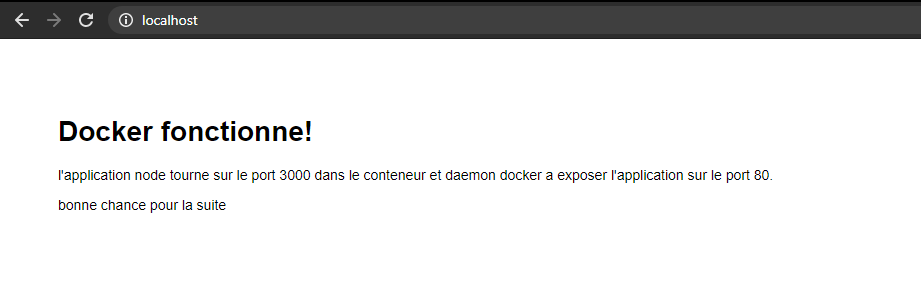 localhost
Docker fonctionne!
l'application node tourne sur le port 3000 dans le conteneur et daemon docker a exposer l'application sur le port 80.
bonne chance pour la suite